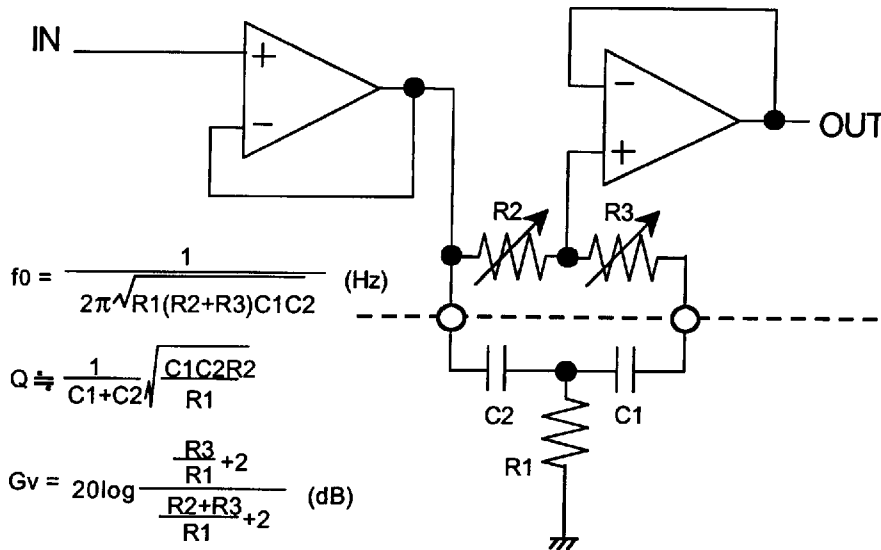 IN
+
−
−
+
OUT
R2
R3
f0 = 1 / 2π√R1(R2+R3)C1C2 (Hz)
C2
C1
R1
Q ≒ 1 / C1+C2 √C1C2R2 / R1
Gv = 20log R3 / R1 +2 / R2+R3 / R1 +2 (dB)